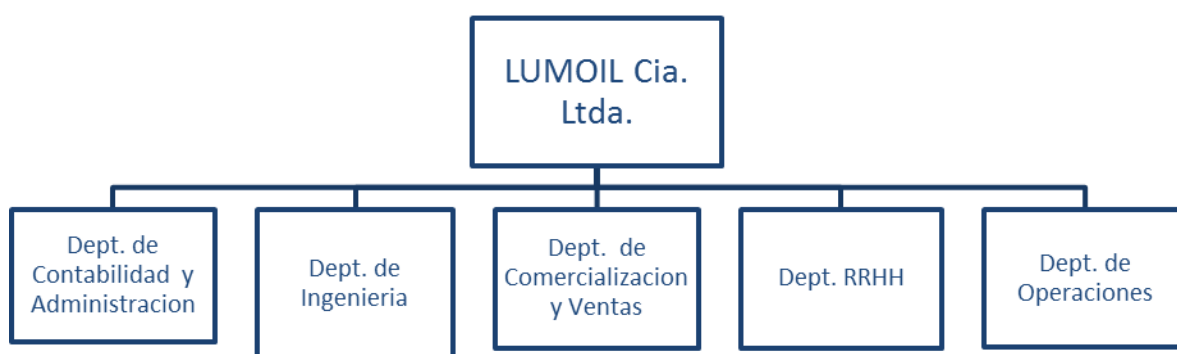 LUMOIL Cia.
Ltda.
Dept. de
Contabilidad y
Administracion
Dept. de
Ingenieria
Dept. de
Comercializacion
y Ventas
Dept. RRHH
Dept. de
Operaciones